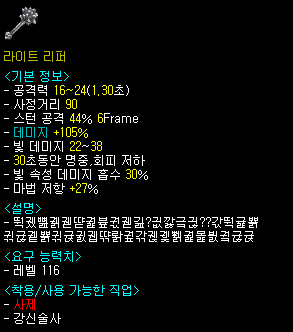 라이트 리퍼
<기본 정보>
- 공격력 16~24(1,30초)
- 사정거리 90
- 스턴 공격 44% 6Frame
- 데미지 +105%
- 빛 데미지 22~38
- 30초동안 명중,회피 저하
- 빛 속성 데미지 흡수 30%
- 마법 저항 +27%
<설명>
<요구 능력치>
- 레벨 116
<착용/사용 가능한 직업>
- 사제
- 강신술사